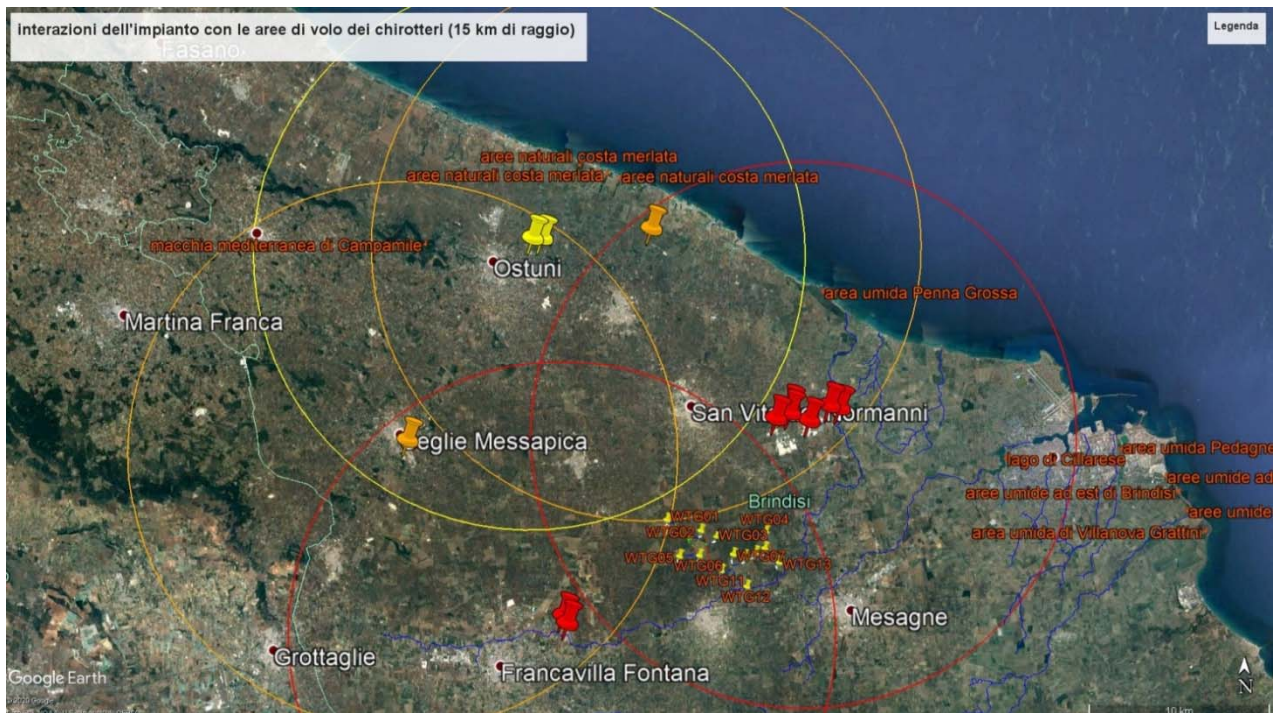 interazioni dell'impianto con le aree di volo dei chirotteri (15 km di raggio)
Legenda
Fasano
aree naturali costa merlata
aree naturali costa merlata
aree naturali costa merlata
macchia mediterranea di Campamile
Ostuni
area umida Penna Grossa
Martina Franca
San Vit Normanni
eglie Messapica
area umida Pedagne
lago di Cillarese
aree umide ad
aree umide ad est di Brindisi
Brindisi
aree umide
WTG01
WTG04
WTG02
WTG03
area umida di Villanova Grattini
WTG05
WTG07
WTG06
WTG13
WTG11
WTG12
Mesagne
Grottaglie
Francavilla Fontana
Google Earth
N
10 km